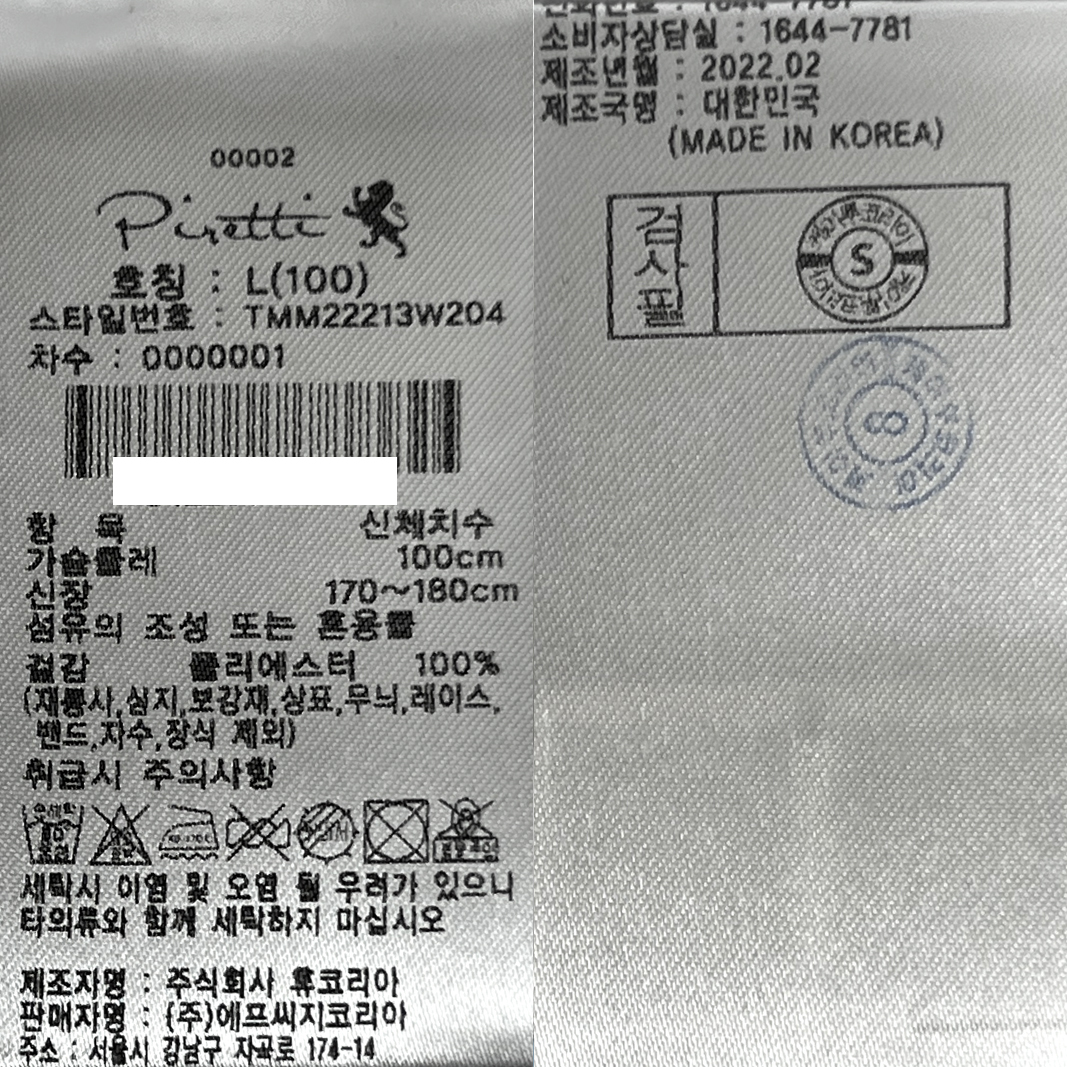 00002
Piretti
호칭 : L(100)
스타일번호 : TMM22213W204
차수 : 0000001
항 목 신체치수
가슴둘레 100cm
신장 170~180cm
섬유의 조성 또는 혼용률
겉감 폴리에스터 100%
(재봉사,심지,보강재,상표,무늬,레이스,
밴드,자수,장식 제외)
취급시 주의사항
세탁시 이염 및 오염 될 우려가 있으니
타의류와 함께 세탁하지 마십시오
제조자명 : 주식회사 류코리아
판매자명 : (주)에프씨지코리아
주소 : 서울시 강남구 자곡로 174-14
소비자상담실 : 1644-7781
제조년월 : 2022.02
제조국명 : 대한민국
(MADE IN KOREA)
검사필
S
8